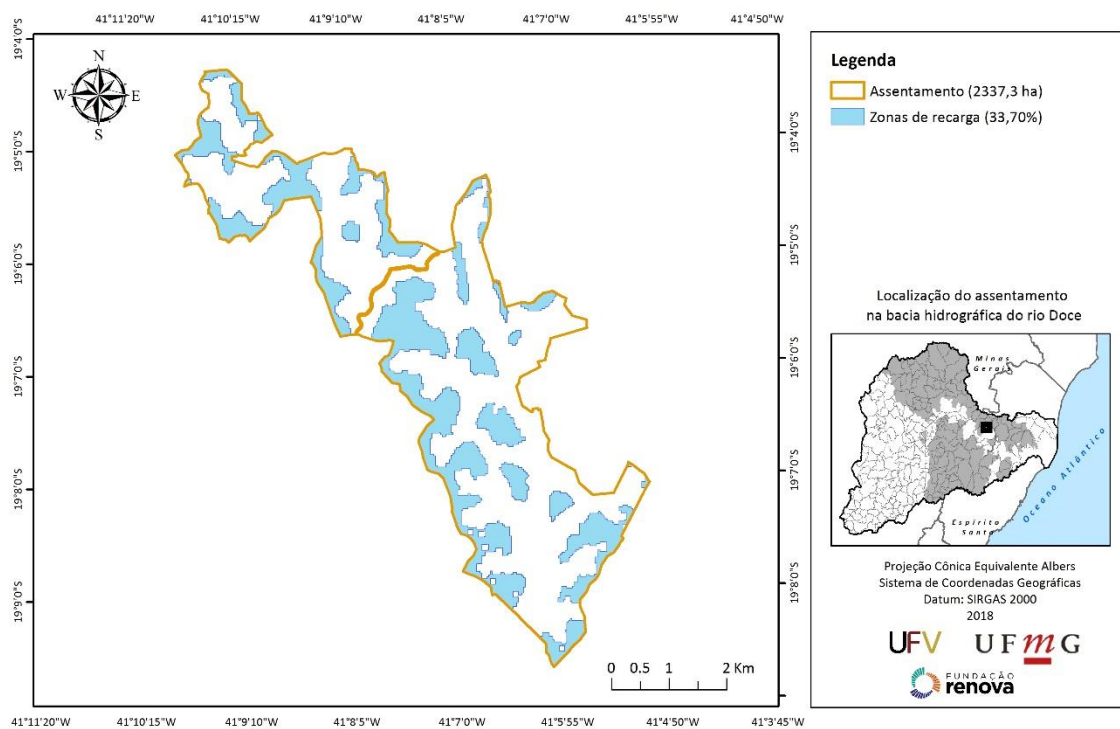 41°11'20"W 41°10'15"W 41°9'10"W 41°8'5"W 41°7'0"W 41°5'55"W 41°4'50"W
19°4'0"S
19°5'0"S
19°6'0"S
19°7'0"S
19°8'0"S
19°9'0"S
N
W E
S
19°4'0"S
19°5'0"S
19°6'0"S
19°7'0"S
19°8'0"S
0 0.5 1 2 Km
41°11'20"W 41°10'15"W 41°9'10"W 41°8'5"W 41°7'0"W 41°5'55"W 41°4'50"W 41°3'45"W
Legenda
Assentamento (2337,3 ha)
Zonas de recarga (33,70%)
Localização do assentamento
na bacia hidrográfica do rio Doce
Minas
Gerais
Espírito
Santo
Oceano Atlântico
Projeção Cônica Equivalente Albers
Sistema de Coordenadas Geográficas
Datum: SIRGAS 2000
2018
UFV UFmG
FUNDAÇÃO
renova